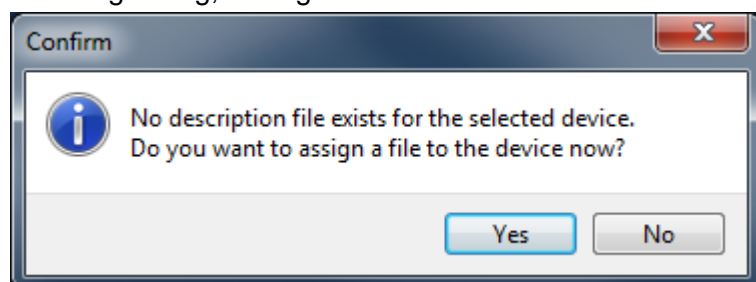 Confirm
No description file exists for the selected device.
Do you want to assign a file to the device now?
Yes
No